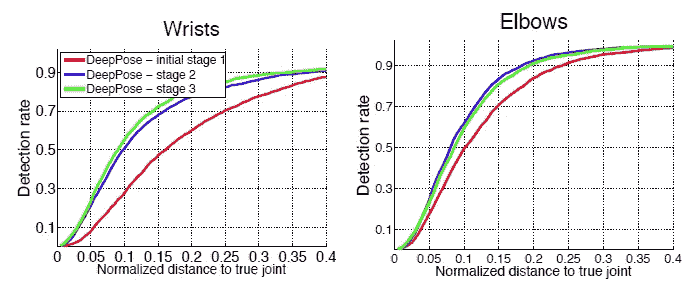 Wrists
Detection rate
0.9
0.7
0.5
0.3
0.1
DeepPose – initial stage 1
DeepPose – stage 2
DeepPose – stage 3
0 0.05 0.1 0.15 0.2 0.25 0.3 0.35 0.4
Normalized distance to true joint
Elbows
Detection rate
0.9
0.7
0.5
0.3
0.1
0 0.05 0.1 0.15 0.2 0.25 0.3 0.35 0.4
Normalized distance to true joint